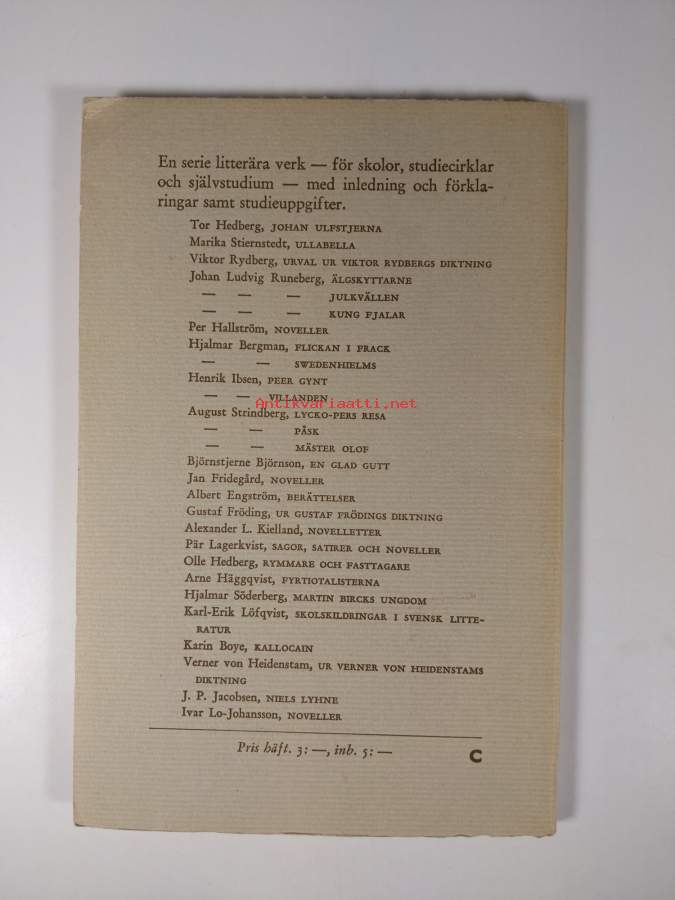 En serie litterära verk — för skolor, studiecirklar
och självstudium — med inledning och förkla-
ringar samt studieuppgifter.
Tor Hedberg, JOHAN ULFSTJERNA
Marika Stiernstedt, ULLABELLA
Viktor Rydberg, URVAL UR VIKTOR RYDBERGS DIKTNING
Johan Ludvig Runeberg, ÄLGSKYTTARNE
— — — JULKVÄLLEN
— — — KUNG FJALAR
Per Hallström, NOVELLER
Hjalmar Bergman, FLICKAN I FRACK
— — SWEDENHIELMS
Henrik Ibsen, PEER GYNT
— — VILLANDEN
Antikvariaatti.net
August Strindberg, LYCKO-PERS RESA
— — PÅSK
— — MÄSTER OLOF
Björnstjerne Björnson, EN GLAD GUTT
Jan Fridegård, NOVELLER
Albert Engström, BERÄTTELSER
Gustaf Fröding, UR GUSTAF FRÖDINGS DIKTNING
Alexander L. Kielland, NOVELLETTER
Pär Lagerkvist, SAGOR, SATIRER OCH NOVELLER
Olle Hedberg, RYMMARE OCH FASTTAGARE
Arne Häggqvist, FYRTIOTALISTERNA
Hjalmar Söderberg, MARTIN BIRCKS UNGDOM
Karl-Erik Löfqvist, SKOLSKILDRINGAR I SVENSK LITTE-
RATUR
Karin Boye, KALLOCAIN
Verner von Heidenstam, UR VERNER VON HEIDENSTAMS
DIKTNING
J. P. Jacobsen, NIELS LYHNE
Ivar Lo-Johansson, NOVELLER
Pris häft. 3: —, inb. 5: —
C